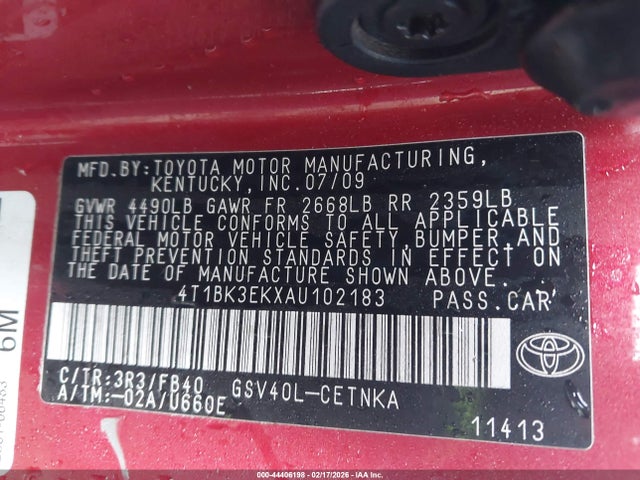 MFD.BY:TOYOTA MOTOR MANUFACTURING,
KENTUCKY,INC.07/09
GVWR 4490LB GAWR FR 2668LB RR 2359LB
THIS VEHICLE CONFORMS TO ALL APPLICABLE
FEDERAL MOTOR VEHICLE SAFETY,BUMPER,AND
THEFT PREVENTION STANDARDS IN EFFECT ON
THE DATE OF MANUFACTURE SHOWN ABOVE.
4T1BK3EKXAU102183 PASS.CAR
C/TR:3R3/FB40 GSV40L-CETNKA
A/TM:-02A/U660E
11413
6M
000-44406198 - 02/17/2026 - IAAI - COPART